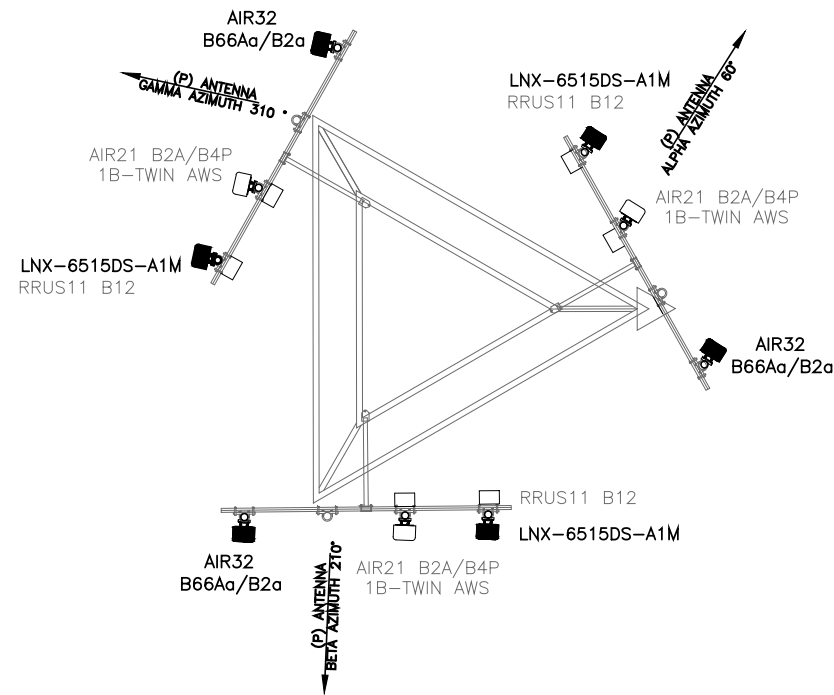 AIR32
B66Aa/B2a
(P) ANTENNA
GAMMA AZIMUTH 310°
AIR21 B2A/B4P
1B-TWIN AWS
LNX-6515DS-A1M
RRUS11 B12
LNX-6515DS-A1M
RRUS11 B12
(P) ANTENNA
ALPHA AZIMUTH 60°
AIR21 B2A/B4P
1B-TWIN AWS
AIR32
B66Aa/B2a
RRUS11 B12
LNX-6515DS-A1M
AIR32
B66Aa/B2a
(P) ANTENNA
BETA AZIMUTH 210°
AIR21 B2A/B4P
1B-TWIN AWS